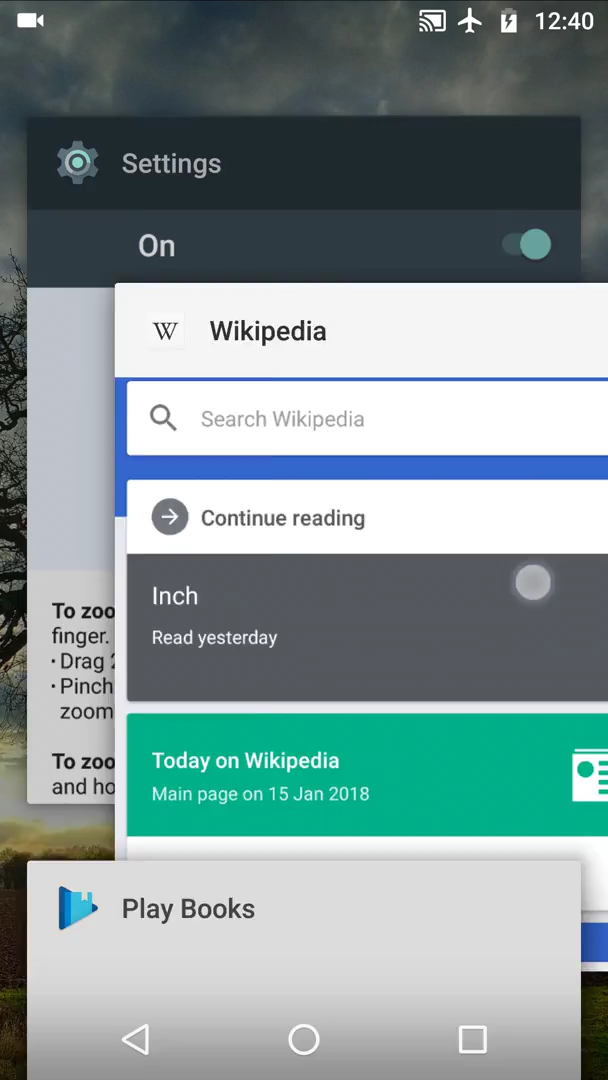 12:40
Settings
On
W Wikipedia
Search Wikipedia
Continue reading
Inch
Read yesterday
To zoo
finger.
· Drag
· Pinch
zoom
To zoo
and ho
Today on Wikipedia
Main page on 15 Jan 2018
Play Books